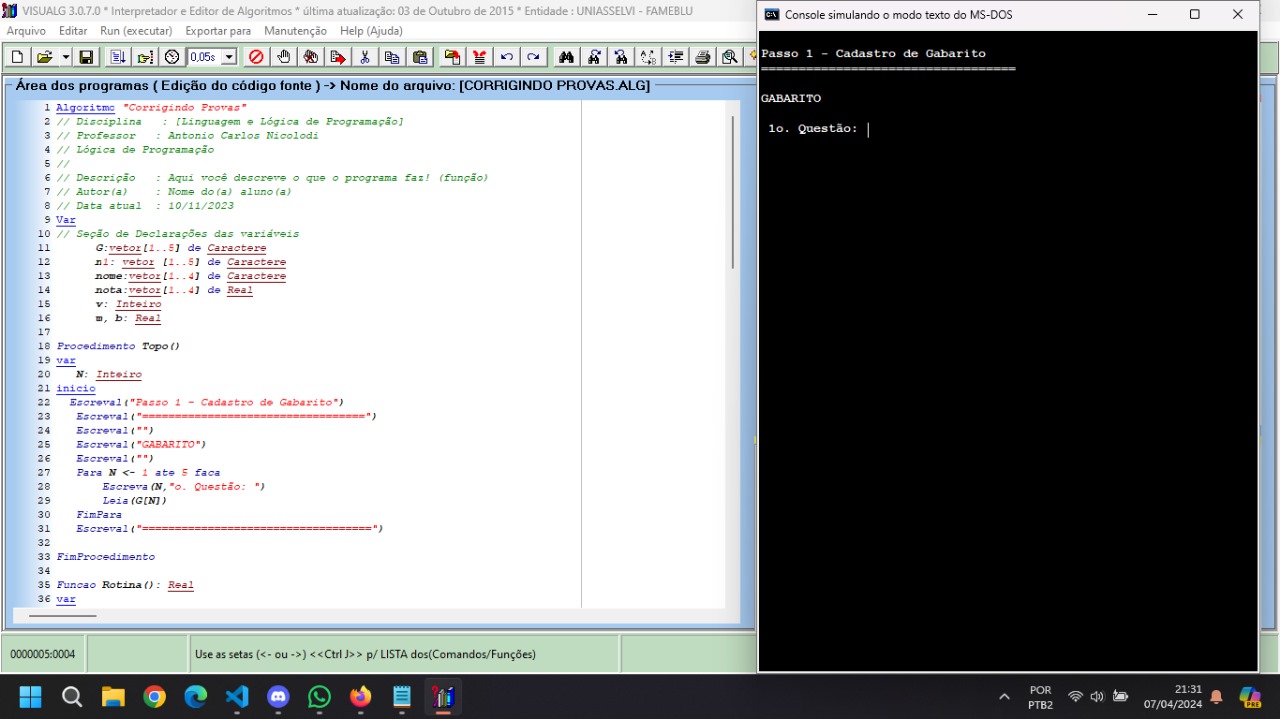 VISUALG 3.0.7.0 * Interpretador e Editor de Algoritmos * última atualização: 03 de Outubro de 2015 * Entidade : UNIASSELVI - FAMEBLU
Arquivo Editar Run (executar) Exportar para Manutenção Help (Ajuda)
0,05s
Área dos programas ( Edição do código fonte ) -> Nome do arquivo: [CORRIGINDO PROVAS.ALG]
1 Algoritmo "Corrigindo Provas"
2 // Disciplina : [Linguagem e Lógica de Programação]
3 // Professor : Antonio Carlos Nicolodi
4 // Lógica de Programação
5 //
6 // Descrição : Aqui você descreve o que o programa faz! (função)
7 // Autor(a) : Nome do(a) aluno(a)
8 // Data atual : 10/11/2023
9 Var
10 // Seção de Declarações das variáveis
11 G:vetor[1..5] de Caractere
12 n1: vetor [1..5] de Caractere
13 nome:vetor[1..4] de Caractere
14 nota:vetor[1..4] de Real
15 v: Inteiro
16 m, b: Real
17
18 Procedimento Topo()
19 var
20 N: Inteiro
21 inicio
22 Escreval("Passo 1 - Cadastro de Gabarito")
23 Escreval("==================================")
24 Escreval("")
25 Escreval("GABARITO")
26 Escreval("")
27 Para N <- 1 ate 5 faca
28 Escreva(N,"o. Questão: ")
29 Leia(G[N])
30 FimPara
31 Escreval("===================================")
32
33 FimProcedimento
34
35 Funcao Rotina(): Real
36 var
0000005:0004 Use as setas (<- ou ->) <<Ctrl J>> p/ LISTA dos(Comandos/Funções)
Console simulando o modo texto do MS-DOS
Passo 1 - Cadastro de Gabarito
==================================
GABARITO
1o. Questão:
POR
PTB2
21:31
07/04/2024
PRE